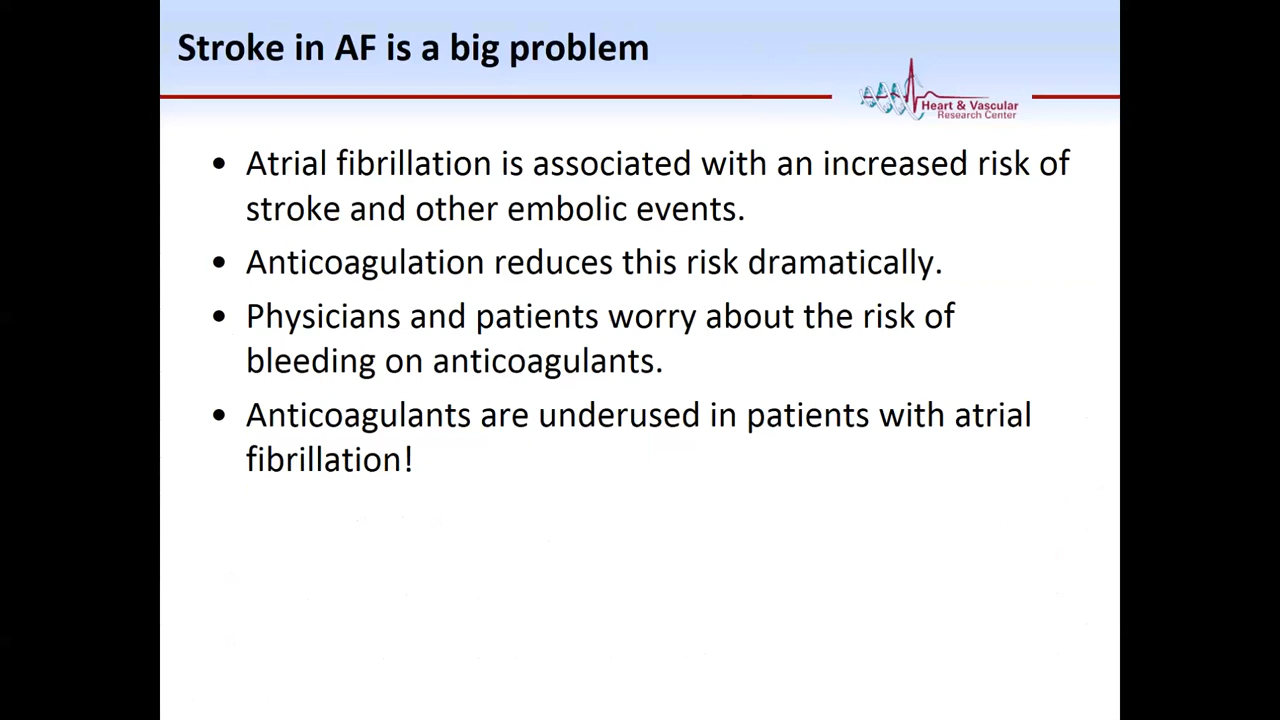 Stroke in AF is a big problem
Heart & Vascular
Research Center
• Atrial fibrillation is associated with an increased risk of
stroke and other embolic events.
• Anticoagulation reduces this risk dramatically.
• Physicians and patients worry about the risk of
bleeding on anticoagulants.
• Anticoagulants are underused in patients with atrial
fibrillation!